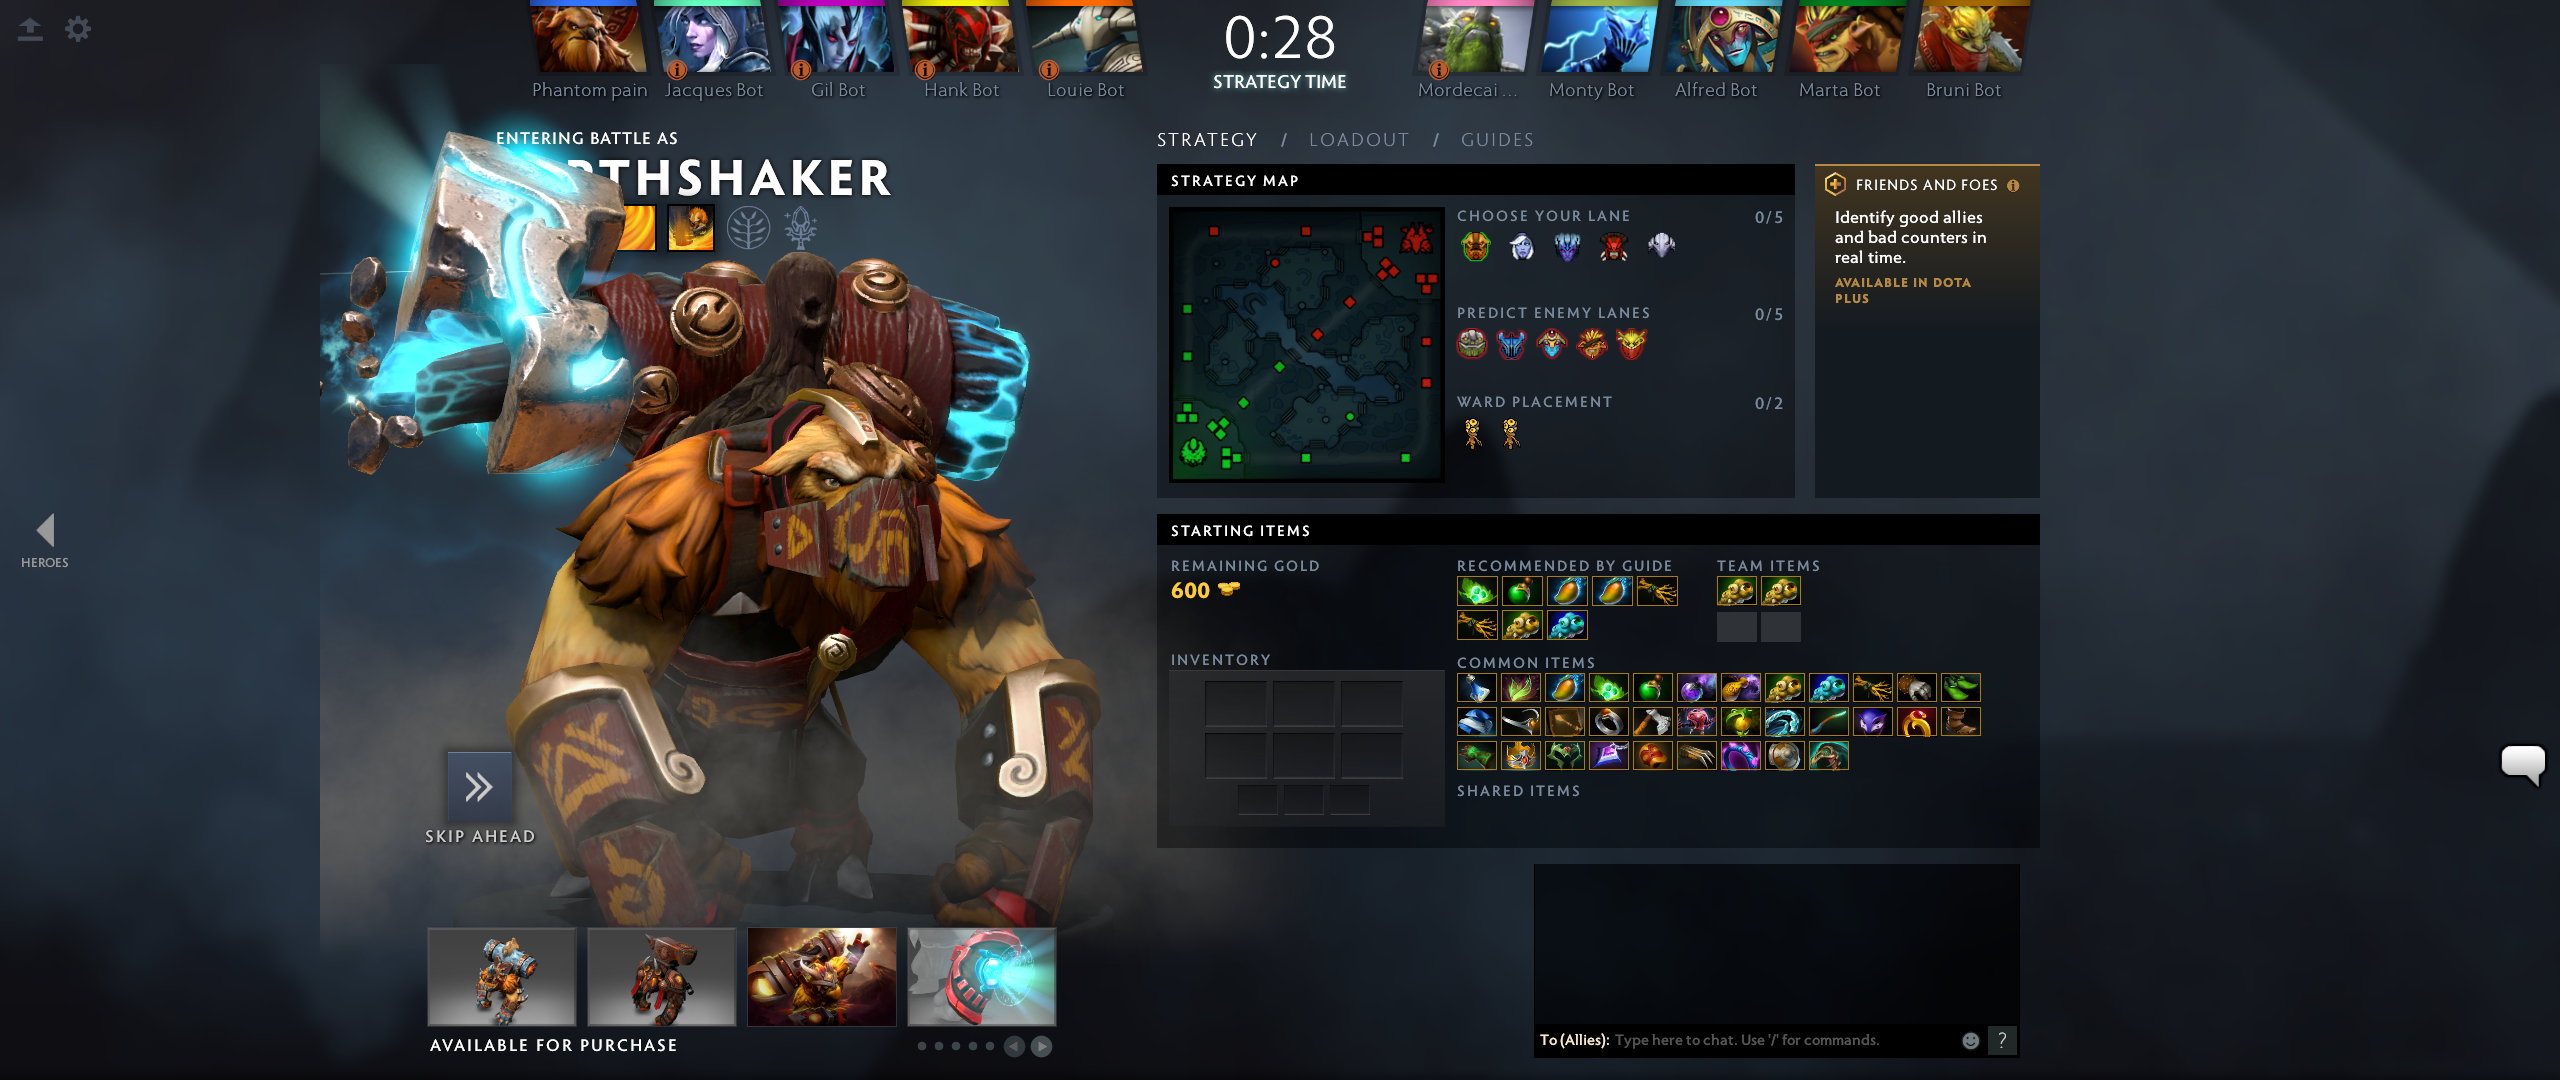 0:28
STRATEGY TIME
Phantom pain
Jacques Bot
Gil Bot
Hank Bot
Louie Bot
Mordecai ...
Monty Bot
Alfred Bot
Marta Bot
Bruni Bot
ENTERING BATTLE AS
THSHAKER
STRATEGY / LOADOUT / GUIDES
STRATEGY MAP
CHOOSE YOUR LANE 0/5
PREDICT ENEMY LANES 0/5
WARD PLACEMENT 0/2
FRIENDS AND FOES
Identify good allies
and bad counters in
real time.
AVAILABLE IN DOTA
PLUS
HEROES
STARTING ITEMS
REMAINING GOLD
600
RECOMMENDED BY GUIDE
TEAM ITEMS
INVENTORY
COMMON ITEMS
SHARED ITEMS
SKIP AHEAD
AVAILABLE FOR PURCHASE
To (Allies): Type here to chat. Use '/' for commands.
?